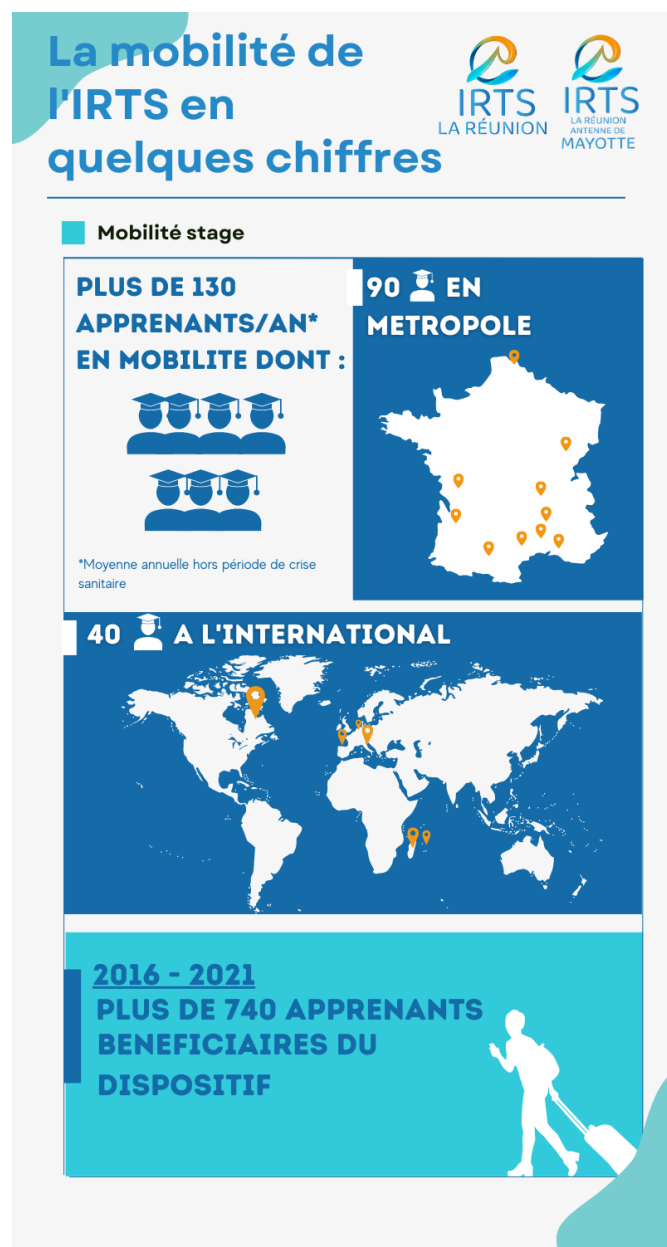 La mobilité de
l'IRTS en
quelques chiffres
IRTS
LA RÉUNION
IRTS
LA RÉUNION
ANTENNE DE
MAYOTTE
Mobilité stage
PLUS DE 130
APPRENANTS/AN*
EN MOBILITE DONT :
*Moyenne annuelle hors période de crise
sanitaire
90 EN
METROPOLE
40 A L'INTERNATIONAL
2016 - 2021
PLUS DE 740 APPRENANTS
BENEFICIAIRES DU
DISPOSITIF